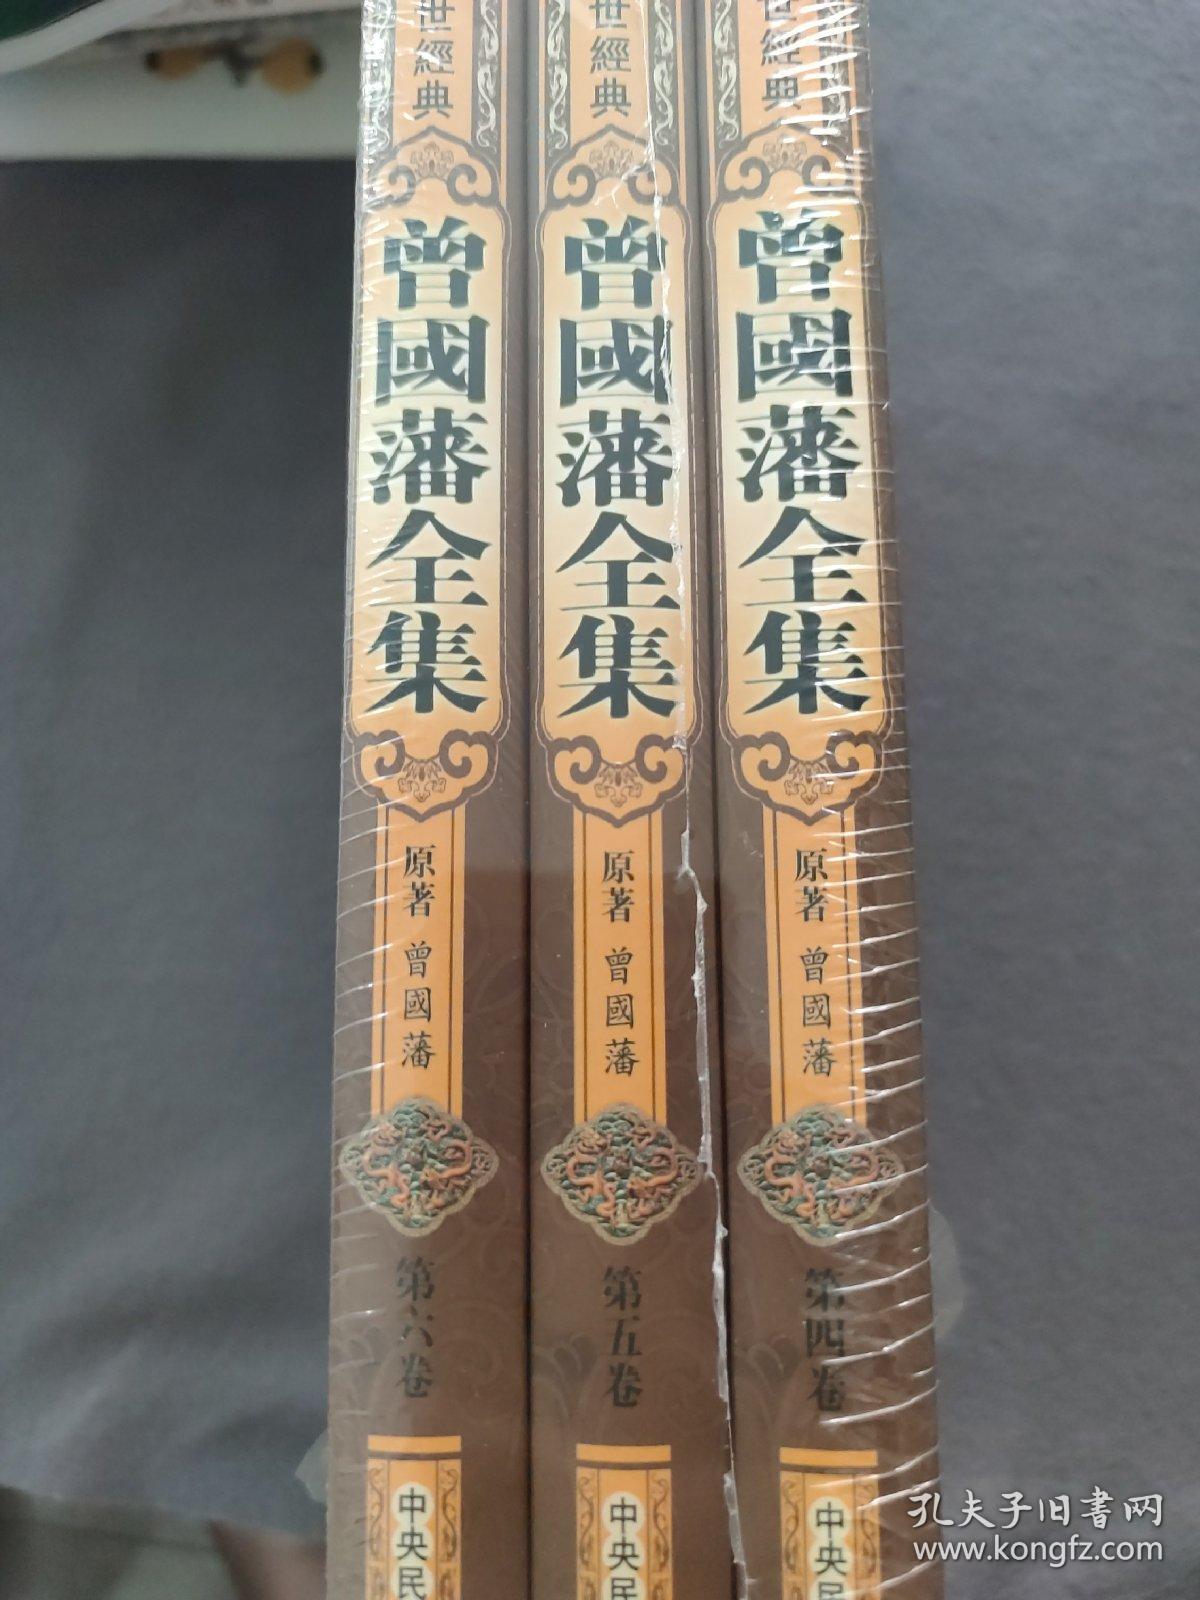 世經典
曾國藩全集
原著 曾國藩
第六卷
中央民
世經典
曾國藩全集
原著 曾國藩
第五卷
中央民
世經典
曾國藩全集
原著 曾國藩
第四卷
中央民
孔夫子旧書网
www.kongfz.com